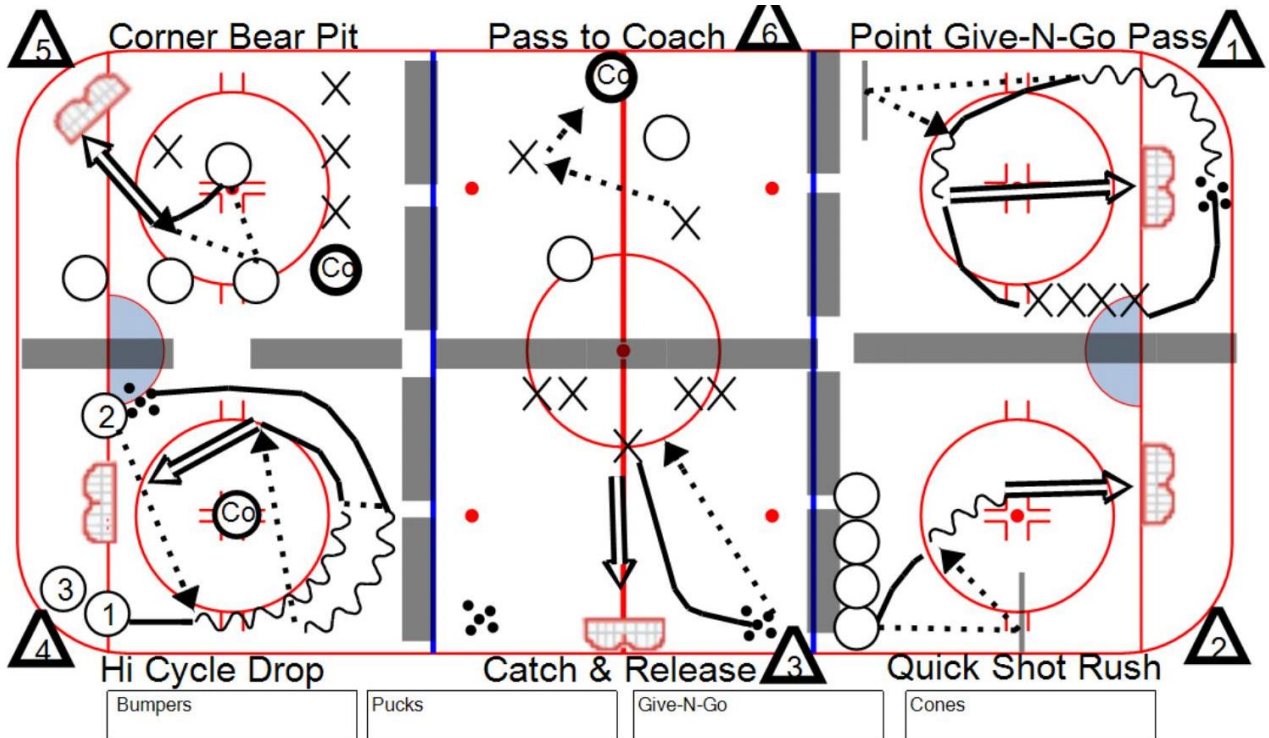 5 Corner Bear Pit Pass to Coach 6 Point Give-N-Go Pass 1
Co
Co
2
Co
3
1
4 Hi Cycle Drop Catch & Release 3 Quick Shot Rush 2
Bumpers Pucks Give-N-Go Cones